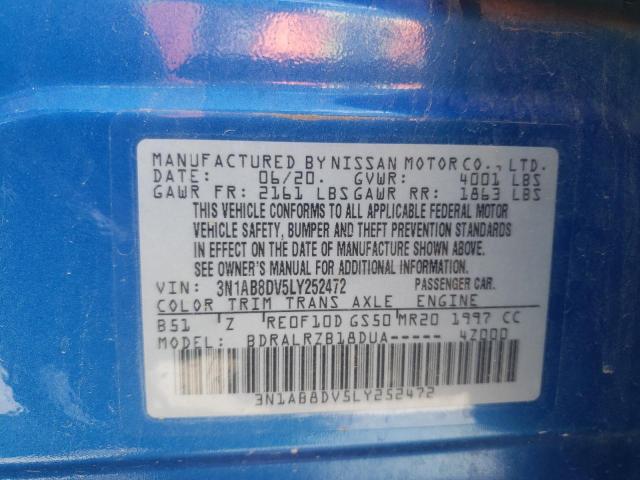 MANUFACTURED BY NISSAN MOTOR CO., LTD.
DATE: 06/20. GVWR: 4001 LBS
GAWR FR: 2161 LBS GAWR RR: 1863 LBS
THIS VEHICLE CONFORMS TO ALL APPLICABLE FEDERAL MOTOR
VEHICLE SAFETY, BUMPER AND THEFT PREVENTION STANDARDS
IN EFFECT ON THE DATE OF MANUFACTURE SHOWN ABOVE.
SEE OWNER'S MANUAL FOR ADDITIONAL INFORMATION.
VIN: 3N1AB8DV5LY252472 PASSENGER CAR.
COLOR TRIM TRANS AXLE ENGINE
B51 Z RE0F10D GS50 MR20 1997 CC
MODEL: BDRALRZB18DUA----- 4Z000
3N1AB8DV5LY252472